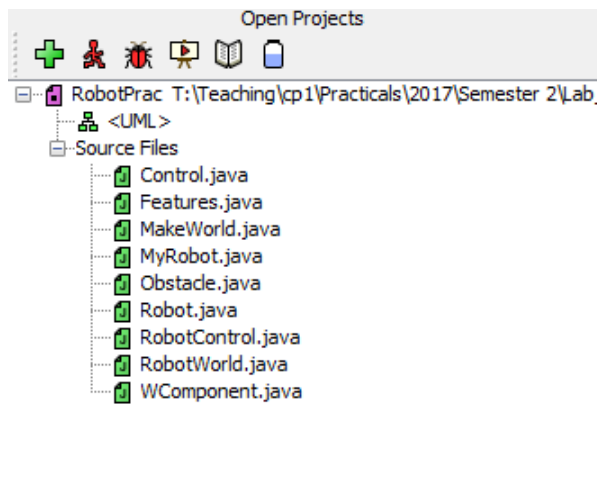 Open Projects
RobotPrac T:\Teaching\cp1\Practicals\2017\Semester 2\Lab_
<UML>
Source Files
Control.java
Features.java
MakeWorld.java
MyRobot.java
Obstacle.java
Robot.java
RobotControl.java
RobotWorld.java
WComponent.java